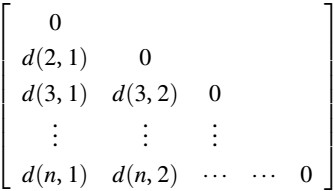 0
d(2, 1) 0
d(3, 1) d(3, 2) 0
⋮ ⋮ ⋮
d(n, 1) d(n, 2) ⋯ ⋯ 0